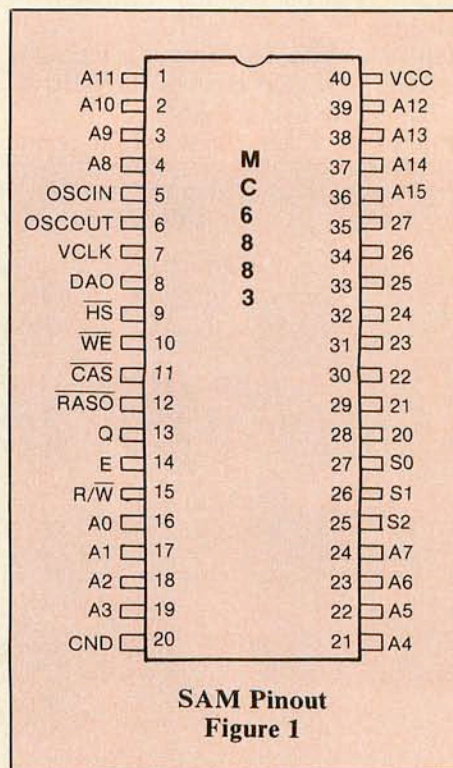 A11 1 40 VCC
A10 2 39 A12
A9 3 38 A13
A8 4 37 A14
OSCIN 5 36 A15
OSCOUT 6 35 27
VCLK 7 34 26
DAO 8 33 25
HS 9 32 24
WE 10 31 23
CAS 11 30 22
RASO 12 29 21
Q 13 28 20
E 14 27 S0
R/W 15 26 S1
A0 16 25 S2
A1 17 24 A7
A2 18 23 A6
A3 19 22 A5
CND 20 21 A4
M
C
6
8
8
3
SAM Pinout
Figure 1